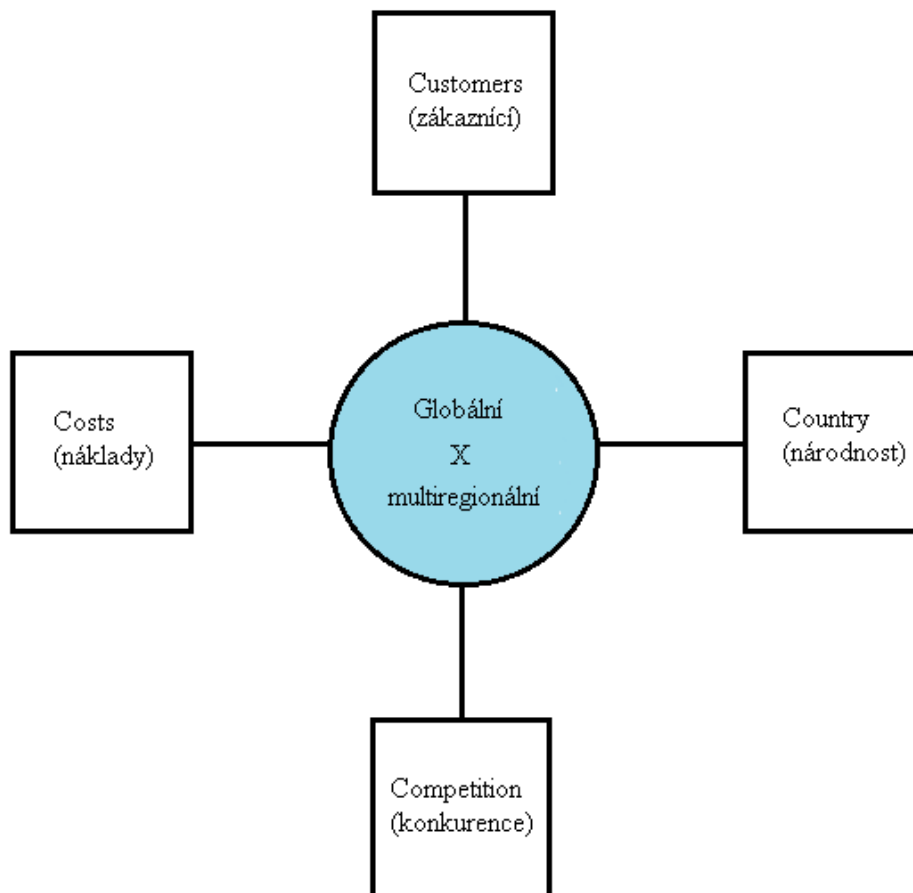 Customers
(zákazníci)
Costs
(náklady)
Globální
X
multiregionální
Country
(národnost)
Competition
(konkurence)